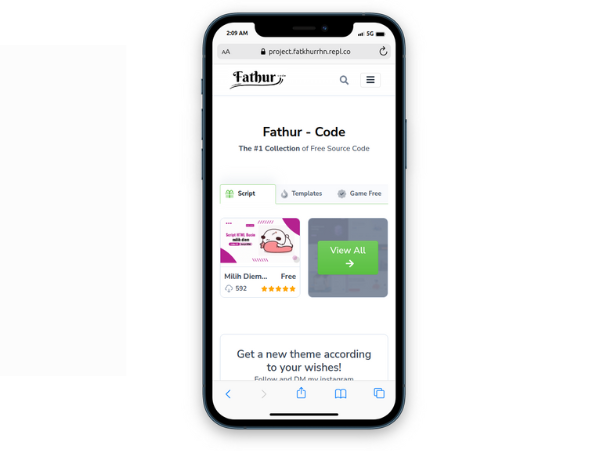 2:09 AM
5G
AA
project.fatkhurrhn.repl.co
Fathur
Fathur - Code
The #1 Collection of Free Source Code
Script
Templates
Game Free
Script HTML Bucin
milih diem
View All
Milih Diem... Free
592
Get a new theme according
to your wishes!
Follow and DM my instagram